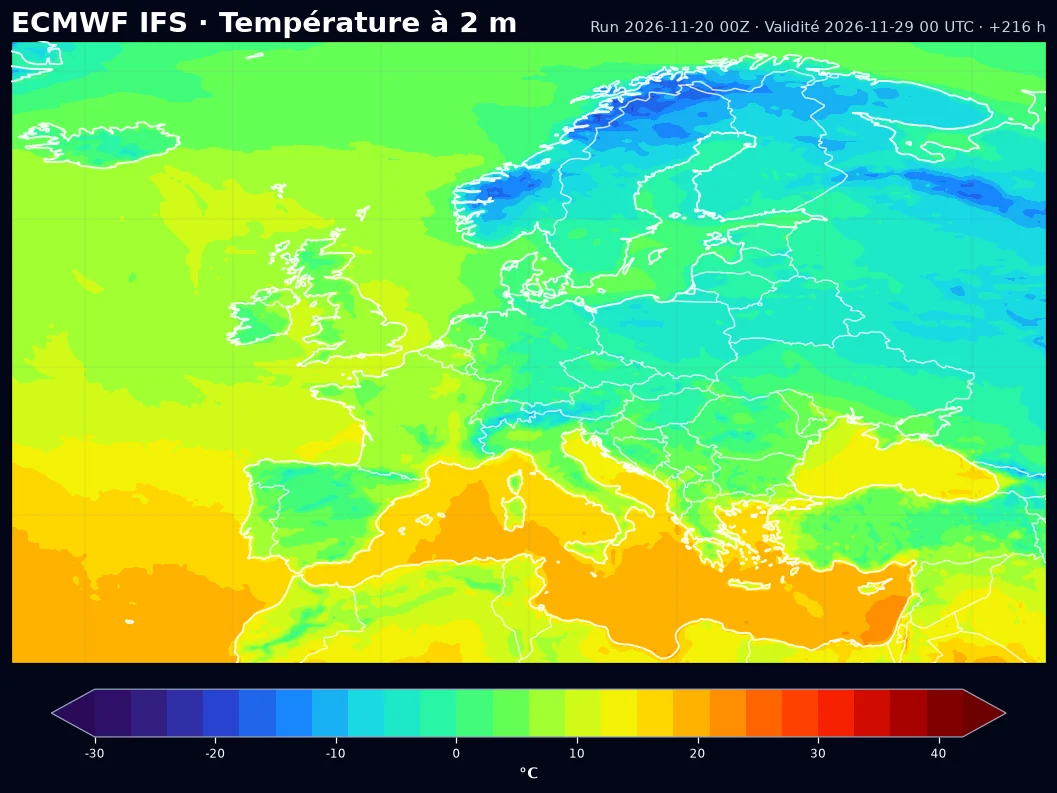 ECMWF IFS · Température à 2 m
Run 2026-11-20 00Z · Validité 2026-11-29 00 UTC · +216 h
-30 -20 -10 0 10 20 30 40
°C